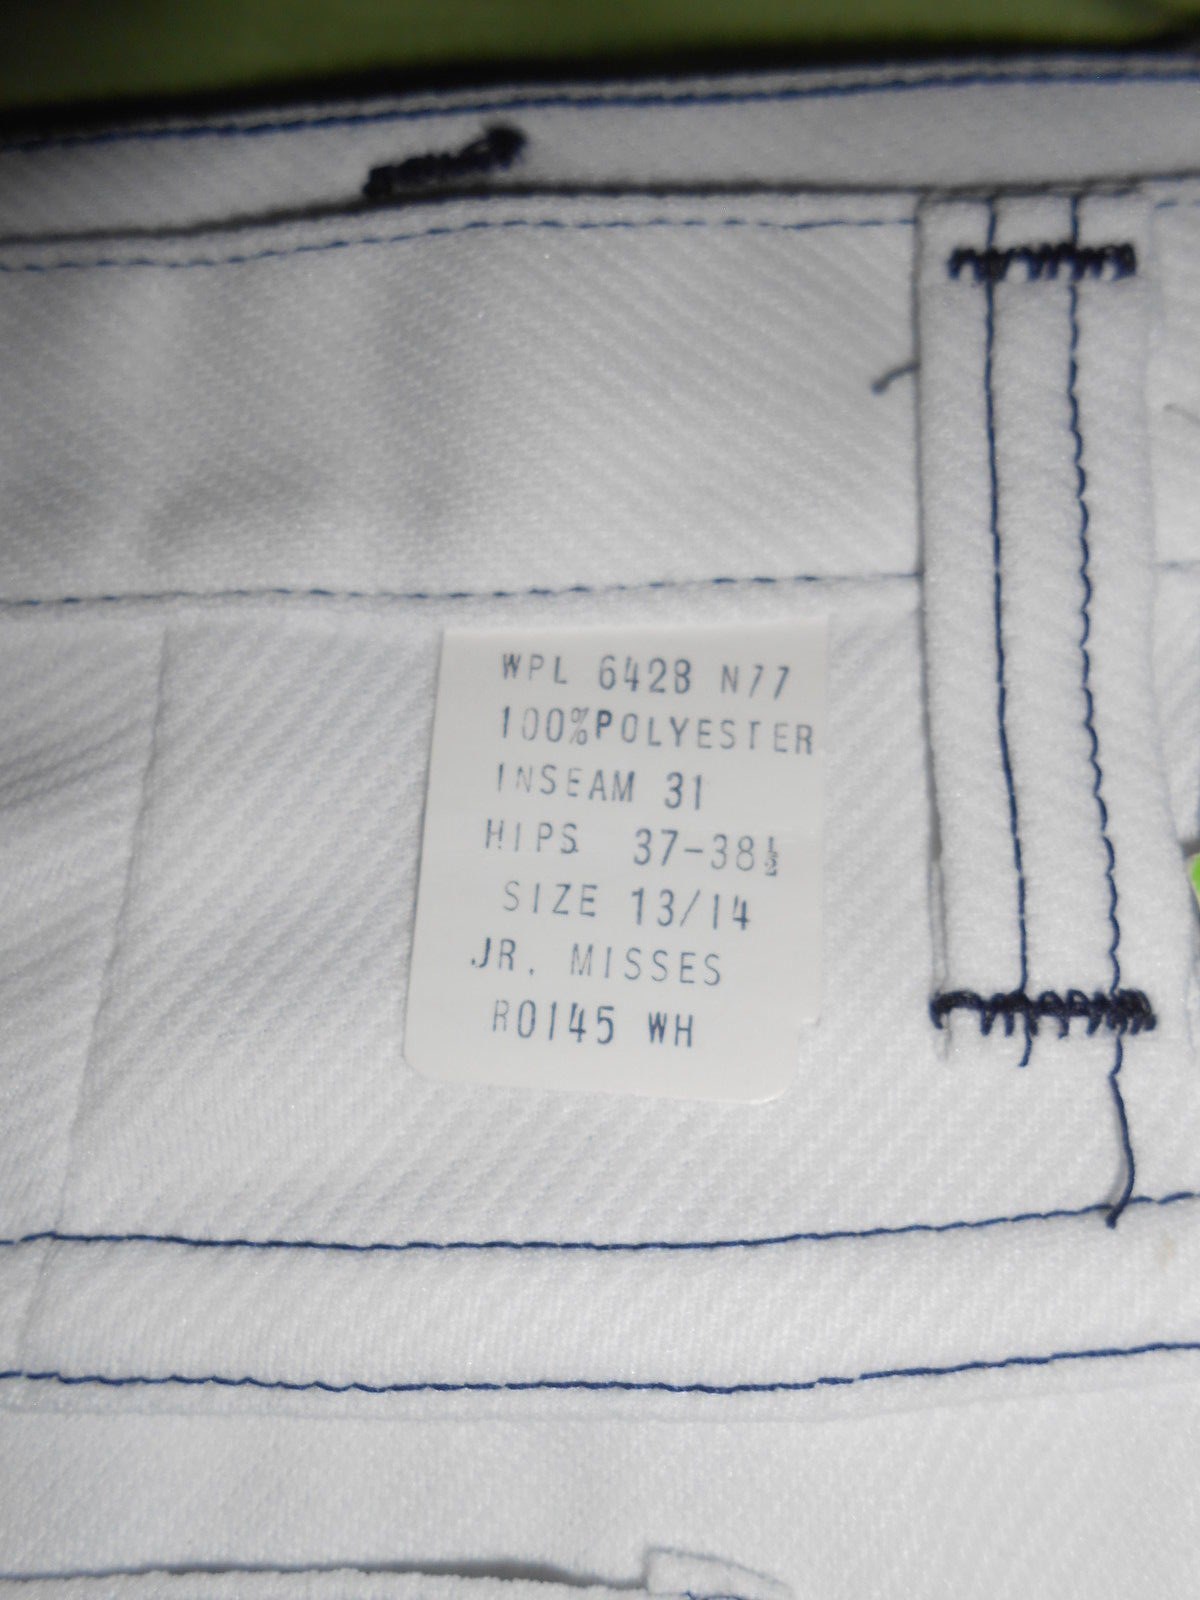 WPL 6428 N77
100%POLYESTER
INSEAM 31
HIPS 37-38½
SIZE 13/14
JR. MISSES
R0145 WH